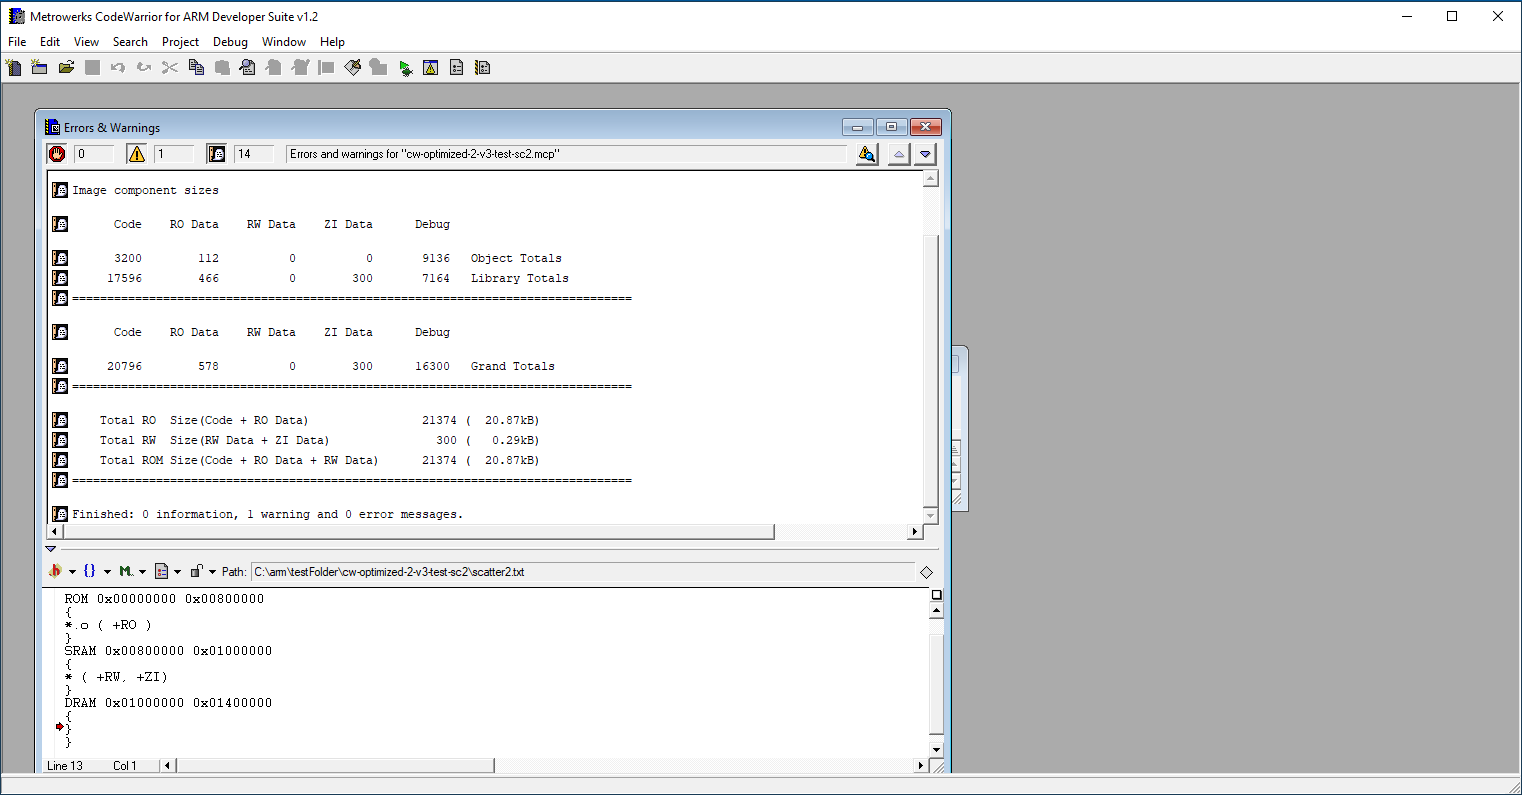 Metrowerks CodeWarrior for ARM Developer Suite v1.2
File Edit View Search Project Debug Window Help
Errors & Warnings
0 1 14 Errors and warnings for "cw-optimized-2-v3-test-sc2.mcp"
Image component sizes
Code RO Data RW Data ZI Data Debug
3200 112 0 0 9136 Object Totals
17596 466 0 300 7164 Library Totals
================================================================================
Code RO Data RW Data ZI Data Debug
20796 578 0 300 16300 Grand Totals
================================================================================
Total RO Size(Code + RO Data) 21374 ( 20.87kB)
Total RW Size(RW Data + ZI Data) 300 ( 0.29kB)
Total ROM Size(Code + RO Data + RW Data) 21374 ( 20.87kB)
================================================================================
Finished: 0 information, 1 warning and 0 error messages.
Path: C:\arm\testFolder\cw-optimized-2-v3-test-sc2\scatter2.txt
ROM 0x00000000 0x00800000
{
*.o ( +RO )
}
SRAM 0x00800000 0x01000000
{
* ( +RW, +ZI)
}
DRAM 0x01000000 0x01400000
{
}
}
Line 13 Col 1